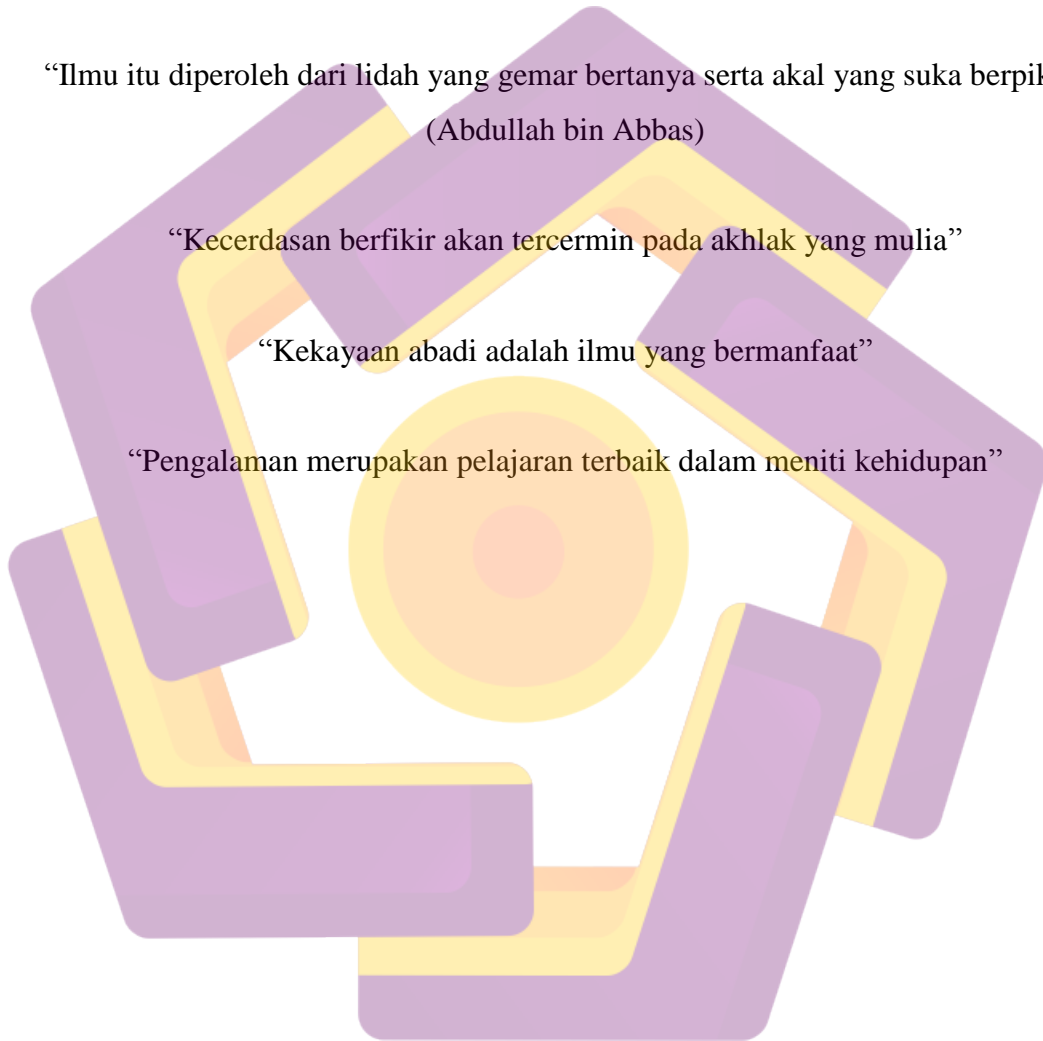 “Ilmu itu diperoleh dari lidah yang gemar bertanya serta akal yang suka
(Abdullah bin Abbas)
“Kecerdasan berfikir akan tercermin pada akhlak yang mulia”
“Kekayaan abadi adalah ilmu yang bermanfaat”
“Pengalaman merupakan pelajaran terbaik dalam meniti kehidupan”